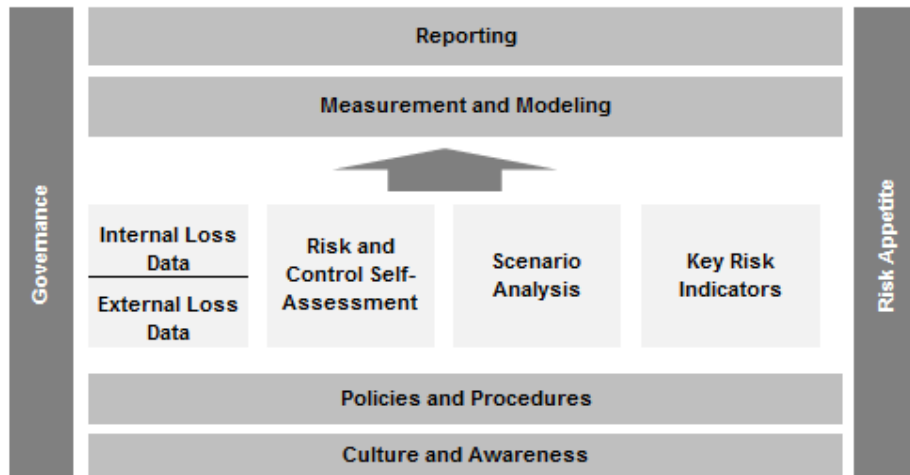 Reporting
Measurement and Modeling
Governance
Internal Loss
Data
External Loss
Data
Risk and
Control Self-
Assessment
Scenario
Analysis
Key Risk
Indicators
Risk Appetite
Policies and Procedures
Culture and Awareness